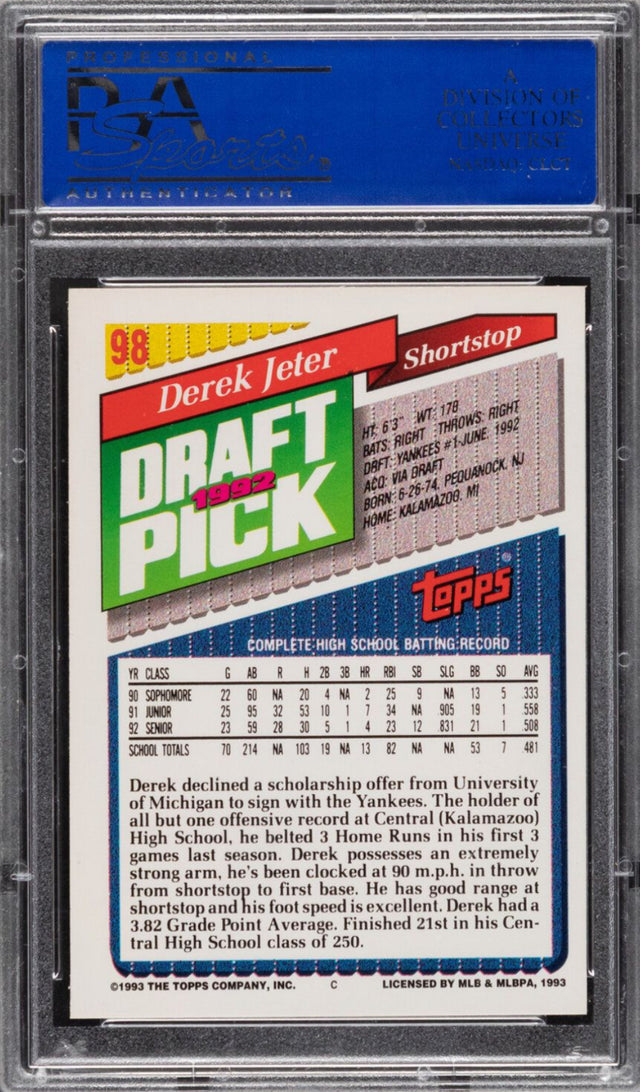 PROFESSIONAL
PSA
Sports
AUTHENTICATOR
A
DIVISION OF
COLLECTORS
UNIVERSE
NASDAQ: CLCT
98
Derek Jeter
Shortstop
DRAFT
1992
PICK
HT: 6'3" WT: 178
BATS: RIGHT THROWS: RIGHT
DRFT: YANKEES #1-JUNE, 1992
ACQ: VIA DRAFT
BORN: 6-26-74, PEQUANOCK, NJ
HOME: KALAMAZOO, MI
TOPPS®
COMPLETE HIGH SCHOOL BATTING RECORD
YR CLASS G AB R H 2B 3B HR RBI SB SLG BB SO AVG
90 SOPHOMORE 22 60 NA 20 4 NA 2 25 9 NA 13 5 .333
91 JUNIOR 25 95 32 53 10 1 7 34 NA .905 19 1 .558
92 SENIOR 23 59 28 30 5 1 4 23 12 .831 21 1 .508
SCHOOL TOTALS 70 214 NA 103 19 NA 13 82 NA NA 53 7 .481
Derek declined a scholarship offer from University
of Michigan to sign with the Yankees. The holder of
all but one offensive record at Central (Kalamazoo)
High School, he belted 3 Home Runs in his first 3
games last season. Derek possesses an extremely
strong arm, he's been clocked at 90 m.p.h. in throw
from shortstop to first base. He has good range at
shortstop and his foot speed is excellent. Derek had a
3.82 Grade Point Average. Finished 21st in his Cen-
tral High School class of 250.
©1993 THE TOPPS COMPANY, INC. C LICENSED BY MLB & MLBPA, 1993